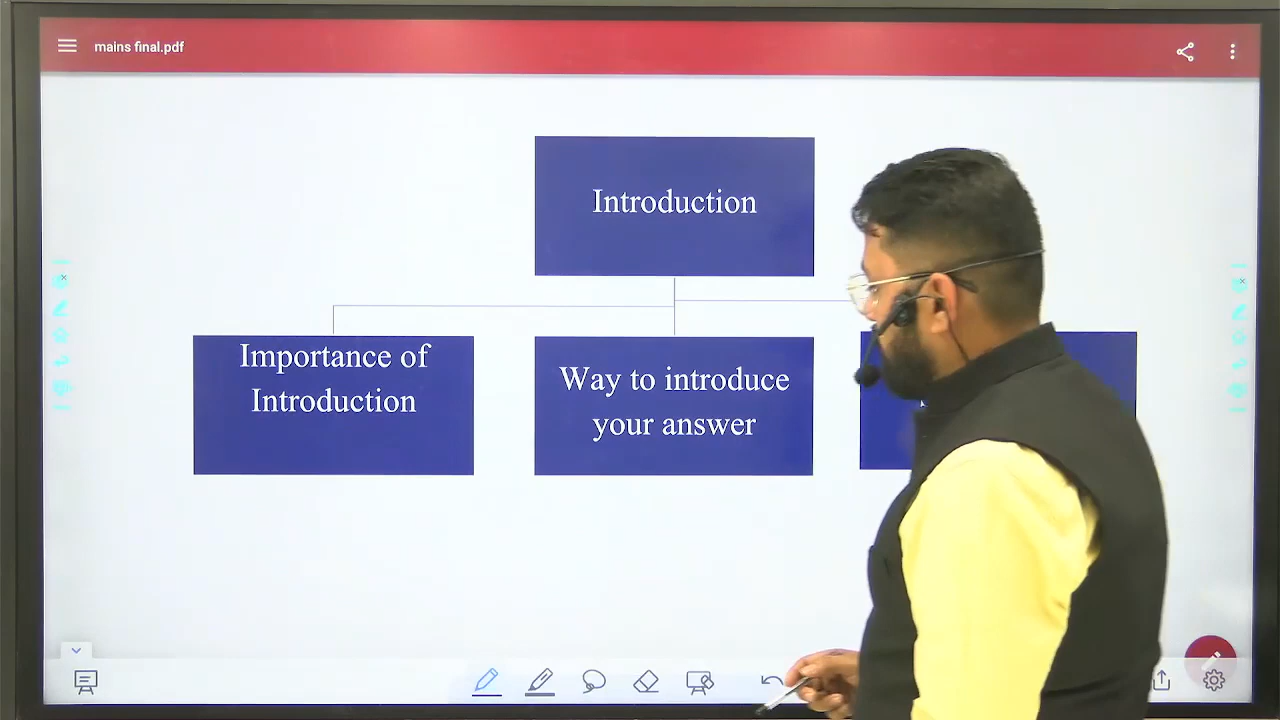 mains final.pdf
Introduction
Importance of
Introduction
Way to introduce
your answer